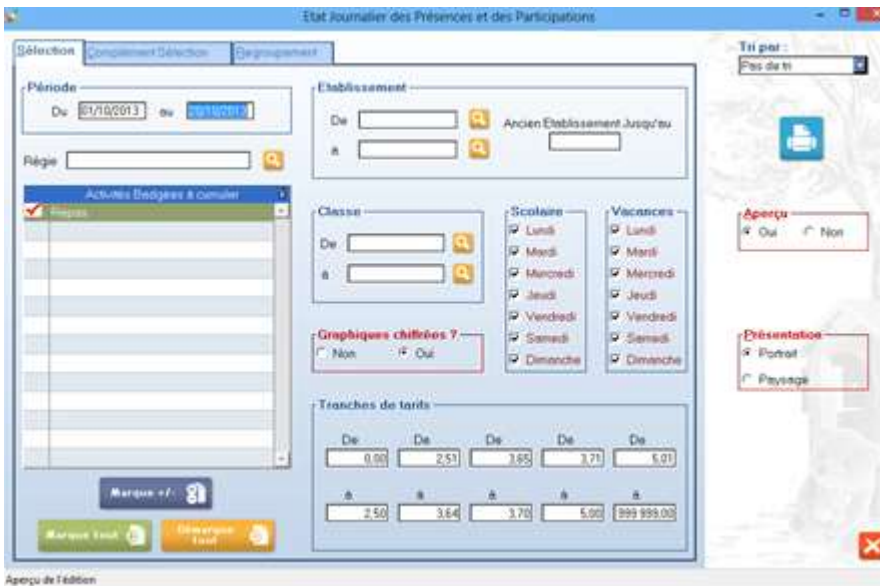 Etat Journalier des Présences et des Participations
Sélection
Complément Sélection
Regroupement
Tri par :
Pas de tri
Période
Du 01/10/2013 au
Régie
Activités Badgées à cumuler
Repas
Marque +/-
Marque tout
Démarque tout
Etablissement
De
à
Ancien Etablissement Jusqu'au
Classe
De
à
Graphiques chiffrées ?
Non Oui
Scolaire
Lundi
Mardi
Mercredi
Jeudi
Vendredi
Samedi
Dimanche
Vacances
Lundi
Mardi
Mercredi
Jeudi
Vendredi
Samedi
Dimanche
Tranches de tarifs
De De De De De
0,00 2,51 3,65 3,71 5,01
à à à à à
2,50 3,64 3,70 5,00 999 999,00
Aperçu
Oui Non
Présentation
Portrait
Paysage
Aperçu de l'édition